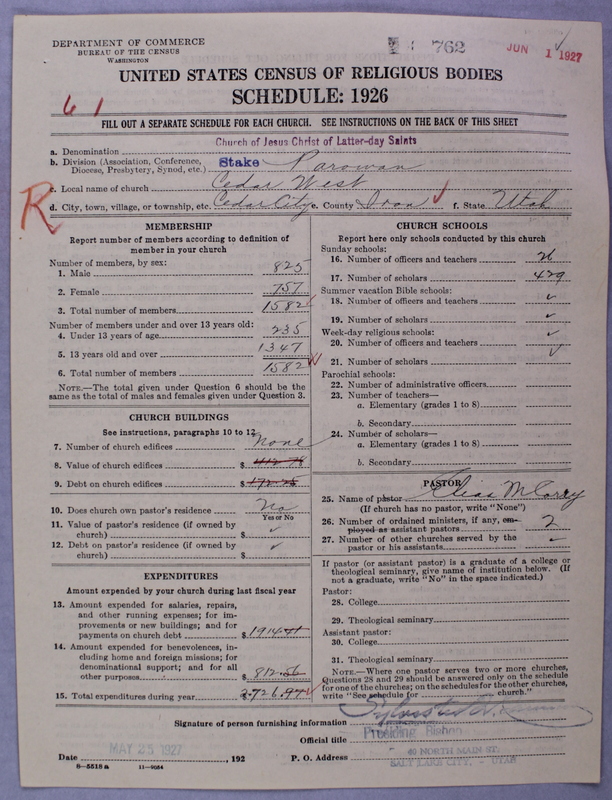 DEPARTMENT OF COMMERCE
BUREAU OF THE CENSUS
WASHINGTON
762
JUN 1 1927
UNITED STATES CENSUS OF RELIGIOUS BODIES
SCHEDULE: 1926
61
FILL OUT A SEPARATE SCHEDULE FOR EACH CHURCH. SEE INSTRUCTIONS ON THE BACK OF THIS SHEET
a. Denomination Church of Jesus Christ of Latter-day Saints
b. Division (Association, Conference, Diocese, Presbytery, Synod, etc.) Stake Parowan
R
c. Local name of church Cedar West
d. City, town, village, or township, etc. Cedar City e. County Iron f. State Utah
MEMBERSHIP
Report number of members according to definition of
member in your church
Number of members, by sex:
1. Male 825
2. Female 757
3. Total number of members 1582
Number of members under and over 13 years old:
4. Under 13 years of age 235
5. 13 years old and over 1347
6. Total number of members 1582
NOTE.—The total given under Question 6 should be
same as the total of males and females given under Question 3.
CHURCH BUILDINGS
See instructions, paragraphs 10 to 12
7. Number of church edifices None
8. Value of church edifices $ 412.78
9. Debt on church edifices $ 172.25
10. Does church own pastor's residence No
Yes or No
11. Value of pastor's residence (if owned by
church) $ ✓
12. Debt on pastor's residence (if owned by
church) $ ✓
EXPENDITURES
Amount expended by your church during last fiscal year
13. Amount expended for salaries, repairs,
and other running expenses; for im-
provements or new buildings; and for
payments on church debt $ 1914.41
14. Amount expended for benevolences, in-
cluding home and foreign missions; for
denominational support; and for all
other purposes 812.56
15. Total expenditures during year $ 2,726.97
CHURCH SCHOOLS
Report here only schools conducted by this church
Sunday schools:
16. Number of officers and teachers 26
17. Number of scholars 429
Summer vacation Bible schools:
18. Number of officers and teachers ✓
19. Number of scholars ✓
Week-day religious schools: ✓
20. Number of officers and teachers
21. Number of scholars ✓
Parochial schools:
22. Number of administrative officers
23. Number of teachers—
a. Elementary (grades 1 to 8)
b. Secondary
24. Number of scholars—
a. Elementary (grades 1 to 8)
b. Secondary
PASTOR
25. Name of pastor Elias M Corry
(If church has no pastor, write "None")
26. Number of ordained ministers, if any, em-
ployed as assistant pastors 2
27. Number of other churches served by the
pastor or his assistants
If pastor (or assistant pastor) is a graduate of a college or
theological seminary, give name of institution below. (If
not a graduate, write "No" in the space indicated.)
Pastor:
28. College
29. Theological seminary
Assistant pastor:
30. College
31. Theological seminary
NOTE.—Where one pastor serves two or more churches,
Questions 28 and 29 should be answered only on the schedule
for one of the churches; on the schedules for the other churches,
write "See schedule for church."
Signature of person furnishing information Sylvester
Official title Presiding Bishop
Date MAY 25 1927, 192 P. O. Address 40 NORTH MAIN ST.
SALT LAKE CITY, - UTAH
8—5518 a 11—9054